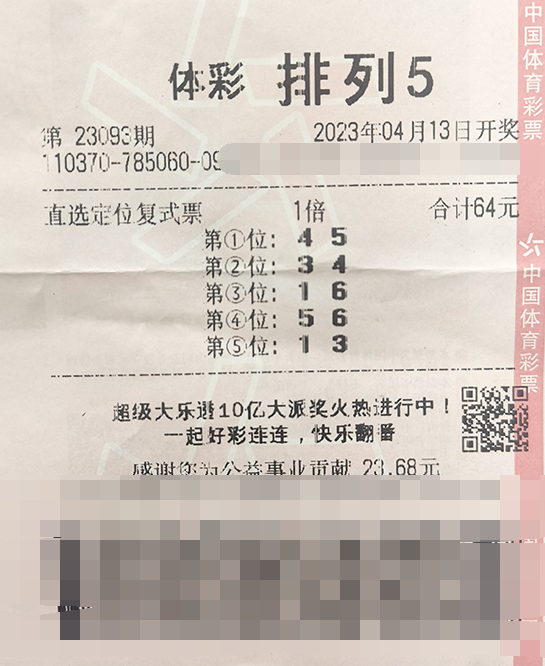 体彩 排列5
第 23093期 2023年04月13日开奖
110370-785060-09
直选定位复式票 1倍 合计64元
第①位: 4 5
第②位: 3 4
第③位: 1 6
第④位: 5 6
第⑤位: 1 3
超级大乐透10亿大派奖火热进行中!
一起好彩连连,快乐翻番
感谢您为公益事业贡献 23.68元
中国体育彩票
中国体育彩票